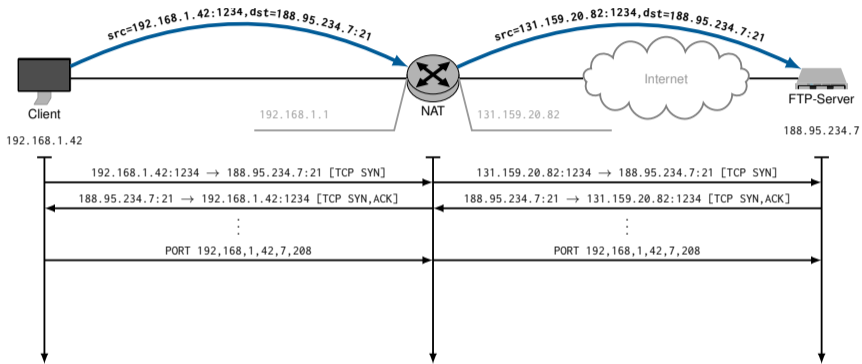 src=192.168.1.42:1234,dst=188.95.234.7:21
src=131.159.20.82:1234,dst=188.95.234.7:21
Internet
Client
192.168.1.1
NAT
131.159.20.82
FTP-Server
192.168.1.42
188.95.234.7
192.168.1.42:1234 → 188.95.234.7:21 [TCP SYN]
131.159.20.82:1234 → 188.95.234.7:21 [TCP SYN]
188.95.234.7:21 → 192.168.1.42:1234 [TCP SYN,ACK]
188.95.234.7:21 → 131.159.20.82:1234 [TCP SYN,ACK]
⋮
⋮
PORT 192,168,1,42,7,208
PORT 192,168,1,42,7,208